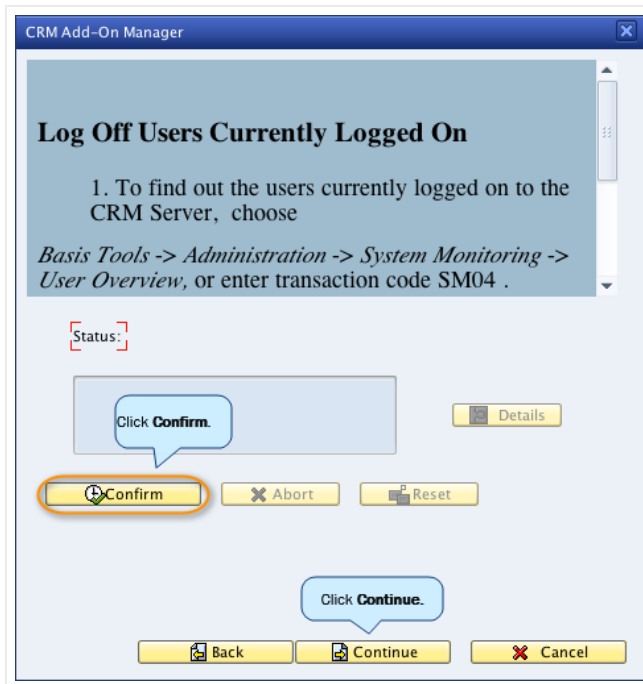 CRM Add-On Manager
Log Off Users Currently Logged On
1. To find out the users currently logged on to the
CRM Server, choose
Basis Tools -> Administration -> System Monitoring ->
User Overview, or enter transaction code SM04 .
Status:
Click Confirm.
Details
Confirm
Abort
Reset
Click Continue.
Back
Continue
Cancel